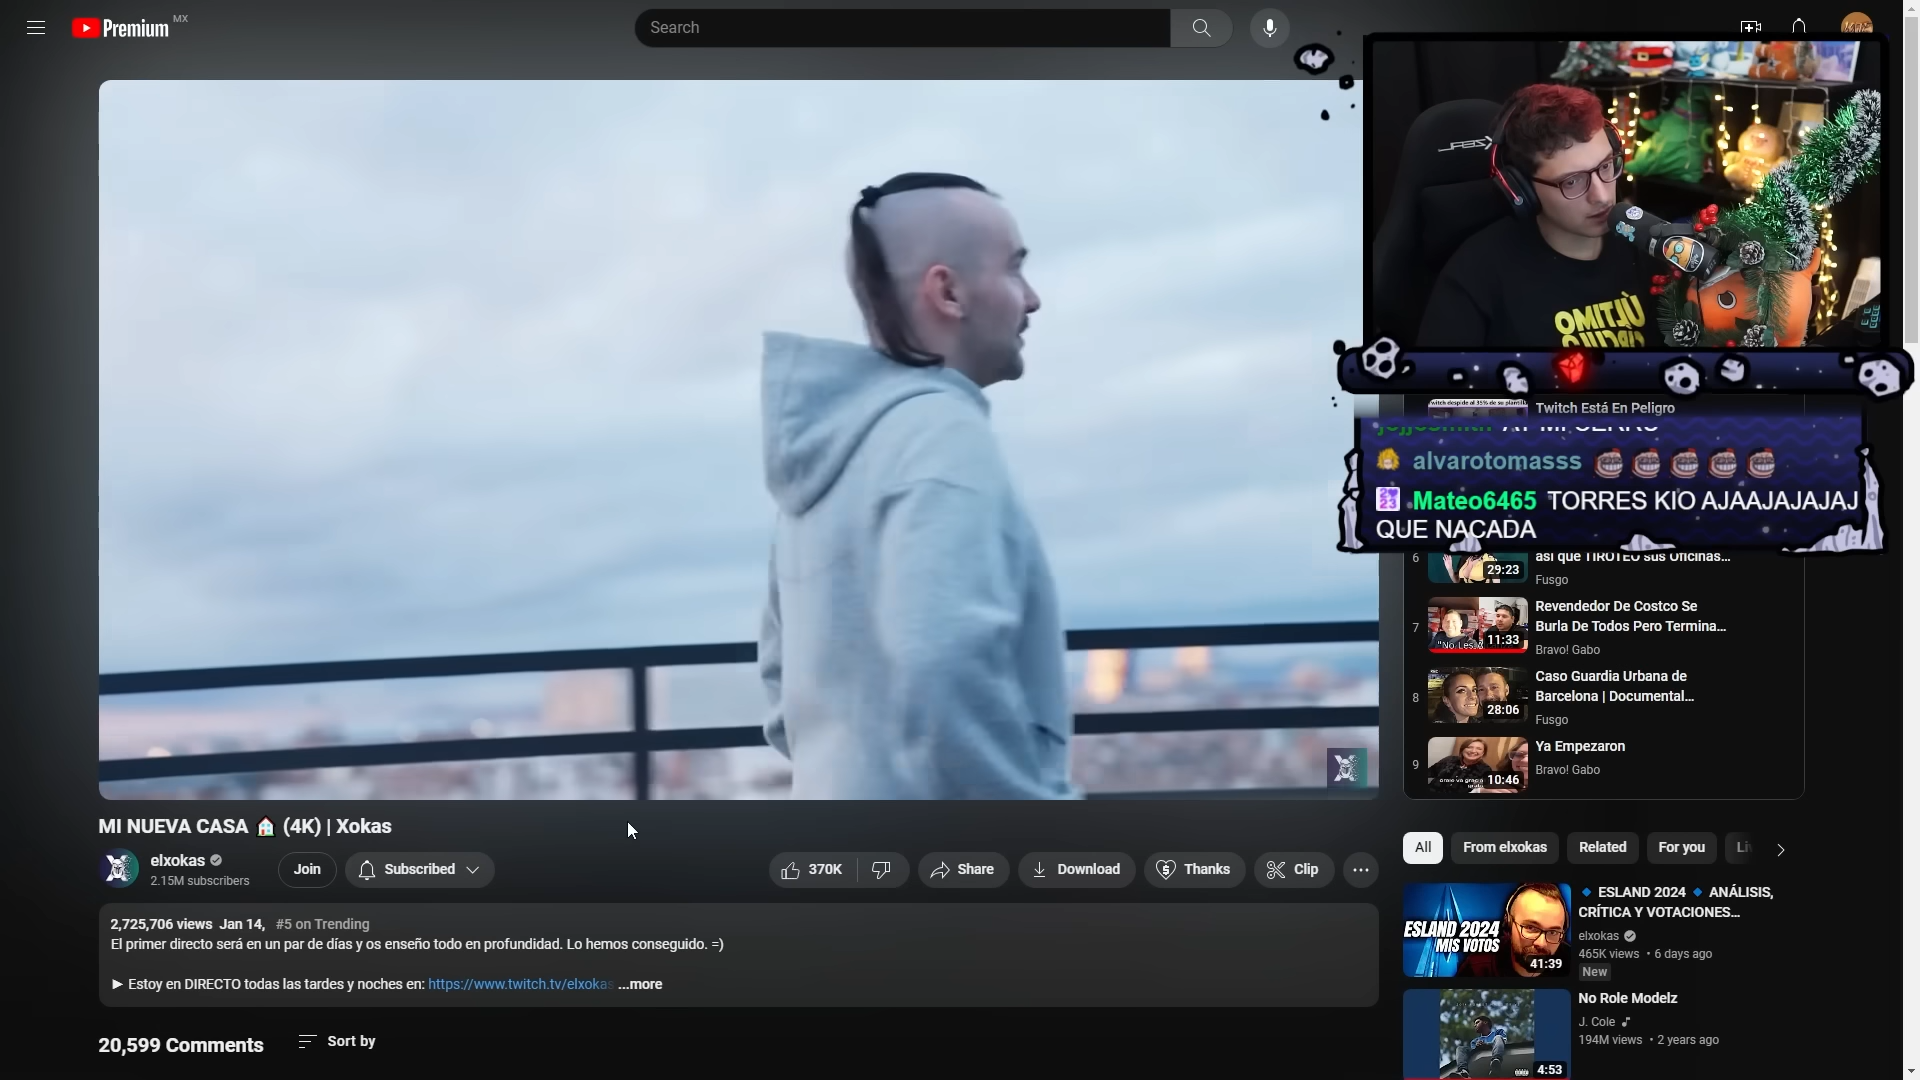 Premium MX
Search
ÚLTIMO
Twitch Está En Peligro
alvarotomasss
Mateo6465 TORRES KIO AJAAJAJAJAJ
QUE NACADA
6
así que TIROTEÓ sus Oficinas...
29:23
Fusgo
7
Revendedor De Costco Se
Burla De Todos Pero Termina...
11:33
Bravo! Gabo
8
Caso Guardia Urbana de
Barcelona | Documental...
28:06
Fusgo
9
Ya Empezaron
10:46
Bravo! Gabo
MI NUEVA CASA 🏠 (4K) | Xokas
elxokas
2.15M subscribers
Join
Subscribed
370K
Share
Download
Thanks
Clip
2,725,706 views Jan 14, #5 on Trending
El primer directo será en un par de días y os enseño todo en profundidad. Lo hemos conseguido. =)
► Estoy en DIRECTO todas las tardes y noches en: https://www.twitch.tv/elxokas ...more
20,599 Comments
Sort by
All
From elxokas
Related
For you
ESLAND 2024
MIS VOTOS
41:39
🔹 ESLAND 2024 🔹 ANÁLISIS,
CRÍTICA Y VOTACIONES...
elxokas
465K views • 6 days ago
New
No Role Modelz
J. Cole
194M views • 2 years ago
4:53